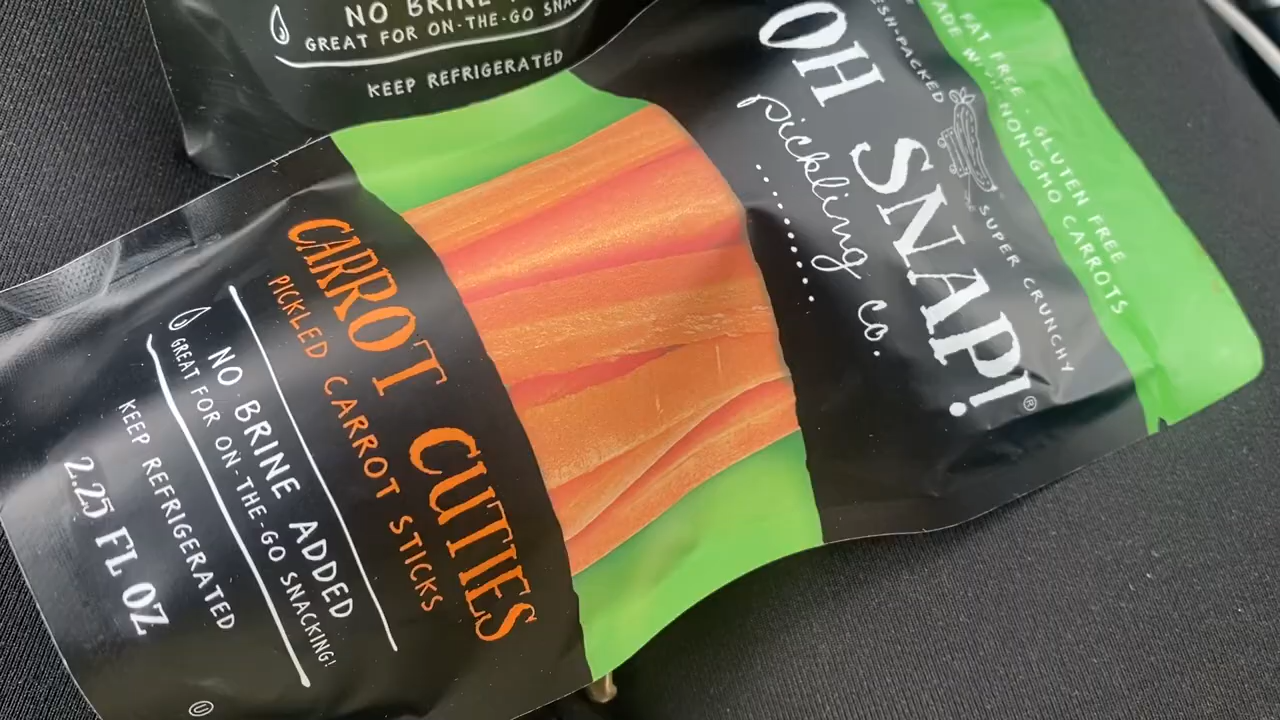 NO BRINE
GREAT FOR ON-THE-GO
KEEP REFRIGERATED
FAT FREE · GLUTEN FREE
NON-GMO CARROTS
SUPER CRUNCHY
OH SNAP!®
pickling co.
CARROT CUTIES
PICKLED CARROT STICKS
NO BRINE ADDED
GREAT FOR ON-THE-GO SNACKING!
KEEP REFRIGERATED
2.25 FL OZ